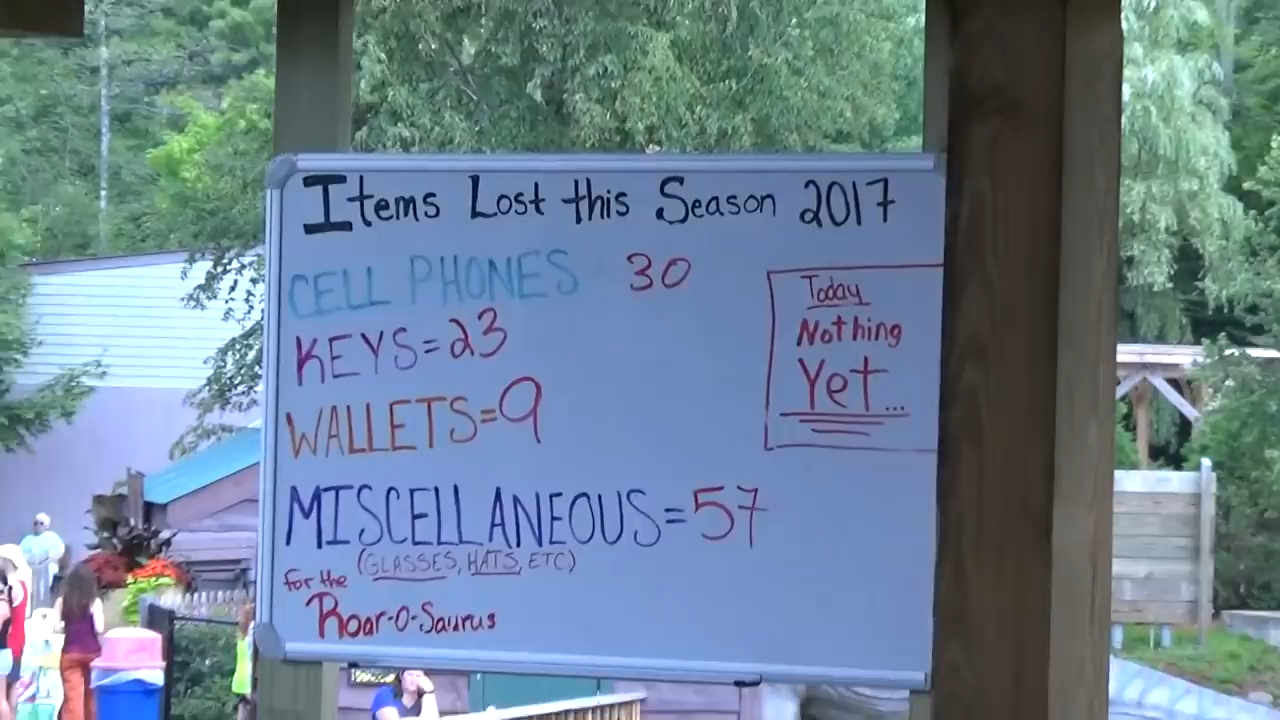 Items Lost this Season 2017
CELL PHONES 30
KEYS=23
WALLETS=9
MISCELLANEOUS=57
(GLASSES, HATS, ETC)
for the
Roar-O-Saurus
Today
Nothing
Yet...